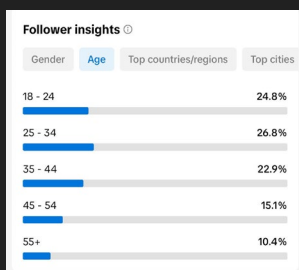 Follower insights
Gender Age Top countries/regions Top cities
18 - 24 24.8%
25 - 34 26.8%
35 - 44 22.9%
45 - 54 15.1%
55+ 10.4%